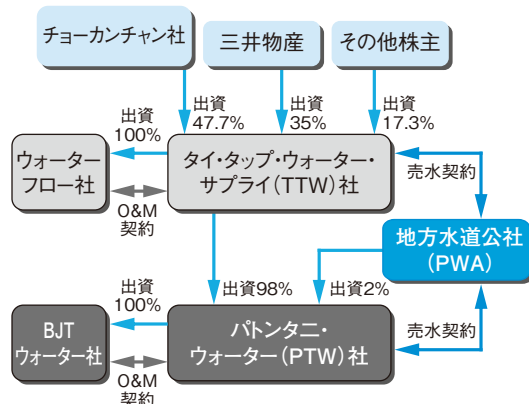 チョーカンチャン社
三井物産
その他株主
出資
47.7%
出資
35%
出資
17.3%
出資
100%
ウォーター
フロー社
タイ・タップ・ウォーター・
サプライ(TTW)社
売水契約
O&M
契約
地方水道公社
(PWA)
出資98%
出資2%
出資
100%
BJT
ウォーター社
パトンタニ・
ウォーター(PTW)社
売水契約
O&M
契約